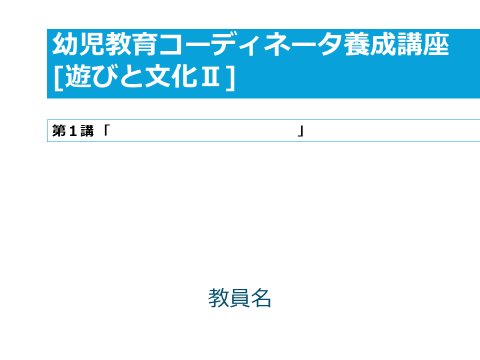 幼児教育コーディネータ養成講座
[遊びと文化Ⅱ]
第１講「　　　　　　　　　　　　　」
教員名